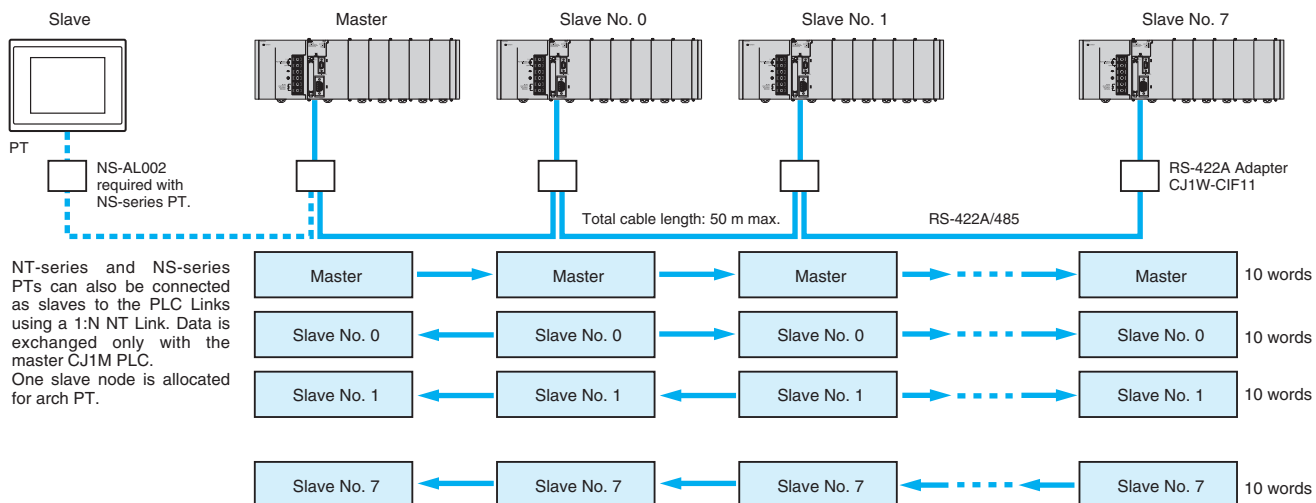 Slave
Master
Slave No. 0
Slave No. 1
Slave No. 7
PT
NS-AL002
required with
NS-series PT.
RS-422A Adapter
CJ1W-CIF11
Total cable length: 50 m max.
RS-422A/485
NT-series and NS-series
PTs can also be connected
as slaves to the PLC Links
using a 1:N NT Link. Data is
exchanged only with the
master CJ1M PLC.
One slave node is allocated
for arch PT.
Master
Master
Master
Master
10 words
Slave No. 0
Slave No. 0
Slave No. 0
Slave No. 0
10 words
Slave No. 1
Slave No. 1
Slave No. 1
Slave No. 1
10 words
Slave No. 7
Slave No. 7
Slave No. 7
Slave No. 7
10 words